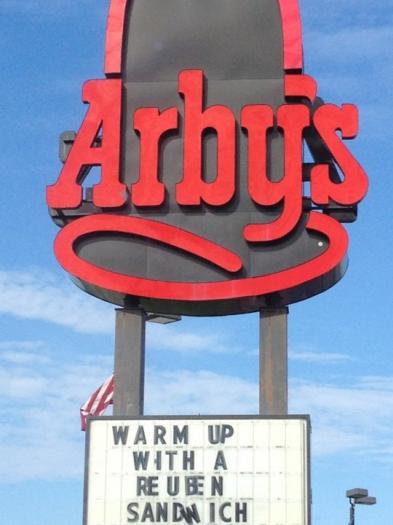 Arby's
WARM UP
WITH A
REUBEN
SANDWICH